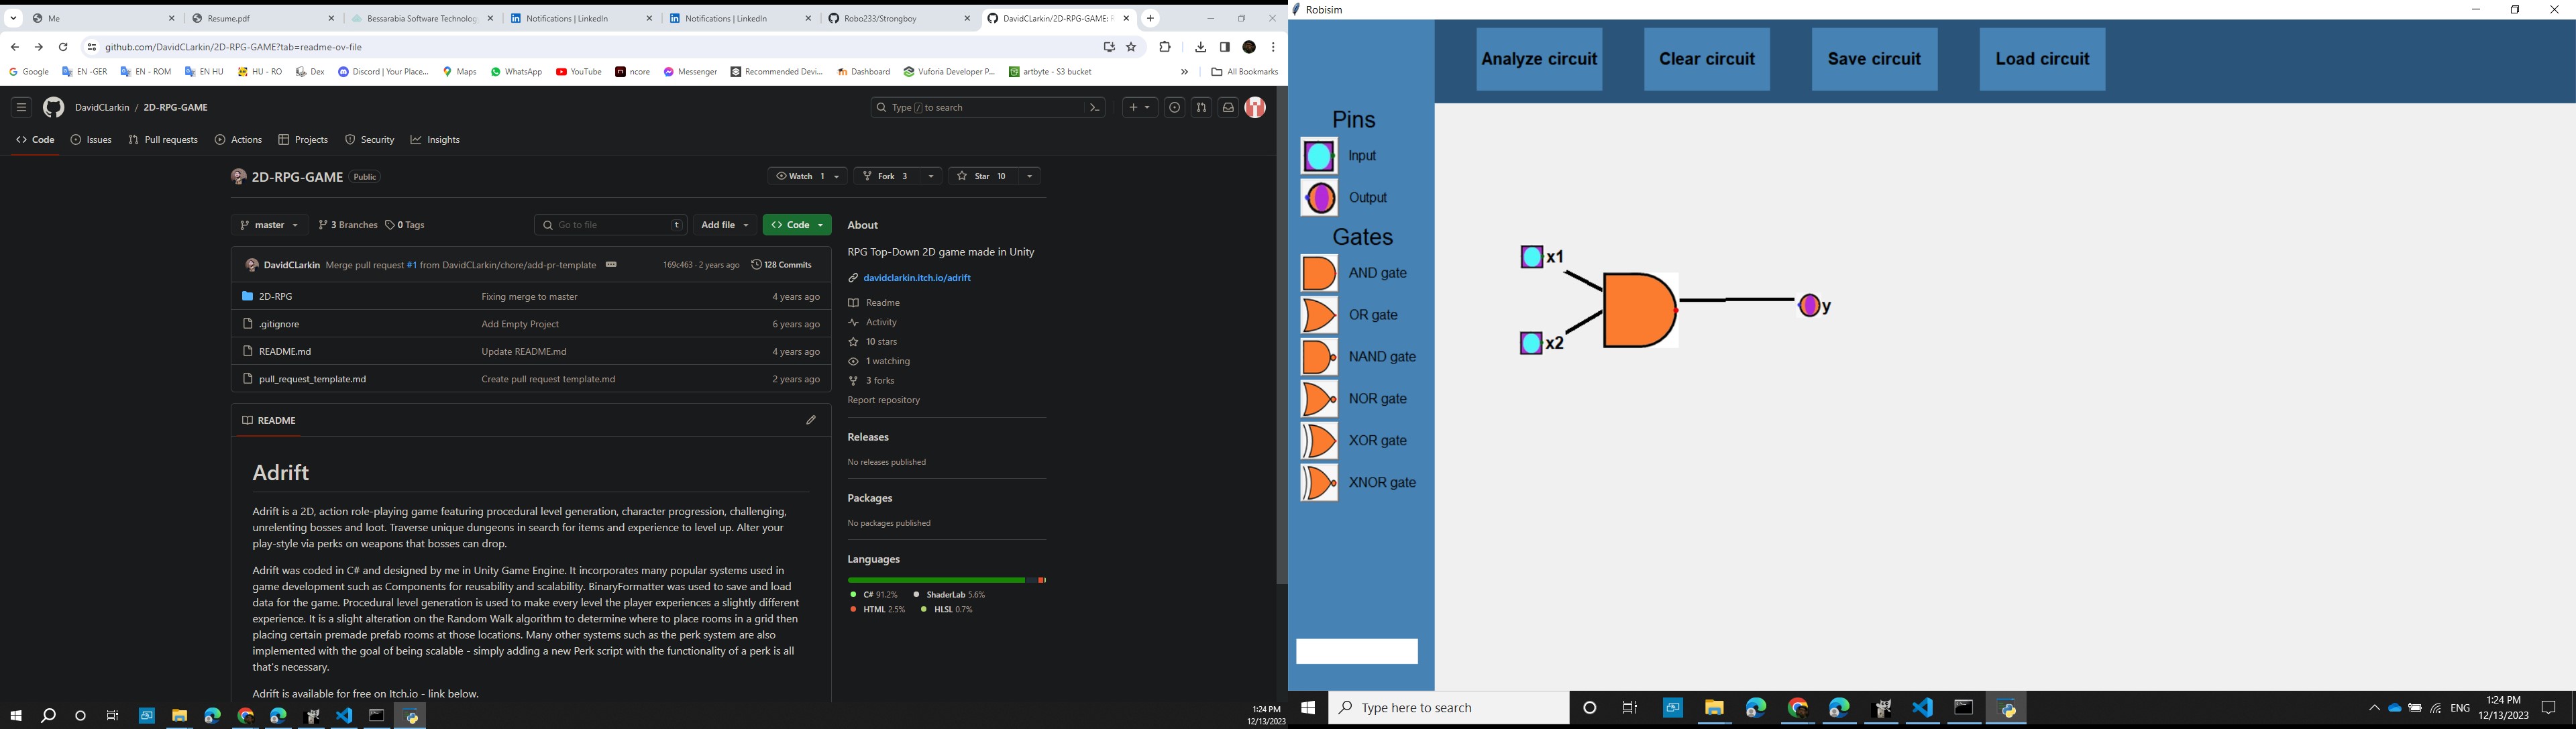 Me
Resume.pdf
Bessarabia Software Technolog
Notifications | LinkedIn
Notifications | LinkedIn
Robo233/Strongboy
DavidCLarkin/2D-RPG-GAME: R
github.com/DavidCLarkin/2D-RPG-GAME?tab=readme-ov-file
Google
EN -GER
EN - ROM
EN HU
HU - RO
Dex
Discord | Your Place...
Maps
WhatsApp
YouTube
ncore
Messenger
Recommended Devi...
Dashboard
Vuforia Developer P...
artbyte - S3 bucket
»
All Bookmarks
DavidCLarkin / 2D-RPG-GAME
Type / to search
Code
Issues
Pull requests
Actions
Projects
Security
Insights
2D-RPG-GAME Public
Watch 1
Fork 3
Star 10
master
3 Branches
0 Tags
Go to file t
Add file
Code
DavidCLarkin Merge pull request #1 from DavidCLarkin/chore/add-pr-template
169c463 · 2 years ago
128 Commits
2D-RPG Fixing merge to master 4 years ago
.gitignore Add Empty Project 6 years ago
README.md Update README.md 4 years ago
pull_request_template.md Create pull request template.md 2 years ago
README
Adrift
Adrift is a 2D, action role-playing game featuring procedural level generation, character progression, challenging,
unrelenting bosses and loot. Traverse unique dungeons in search for items and experience to level up. Alter your
play-style via perks on weapons that bosses can drop.
Adrift was coded in C# and designed by me in Unity Game Engine. It incorporates many popular systems used in
game development such as Components for reusability and scalability. BinaryFormatter was used to save and load
data for the game. Procedural level generation is used to make every level the player experiences a slightly different
experience. It is a slight alteration on the Random Walk algorithm to determine where to place rooms in a grid then
placing certain premade prefab rooms at those locations. Many other systems such as the perk system are also
implemented with the goal of being scalable - simply adding a new Perk script with the functionality of a perk is all
that's necessary.
Adrift is available for free on Itch.io - link below.
About
RPG Top-Down 2D game made in Unity
davidclarkin.itch.io/adrift
Readme
Activity
10 stars
1 watching
3 forks
Report repository
Releases
No releases published
Packages
No packages published
Languages
C# 91.2%
ShaderLab 5.6%
HTML 2.5%
HLSL 0.7%
1:24 PM
12/13/2023
Robisim
Analyze circuit
Clear circuit
Save circuit
Load circuit
Pins
Input
Output
Gates
AND gate
OR gate
NAND gate
NOR gate
XOR gate
XNOR gate
x1
x2
y
Type here to search
ENG
1:24 PM
12/13/2023